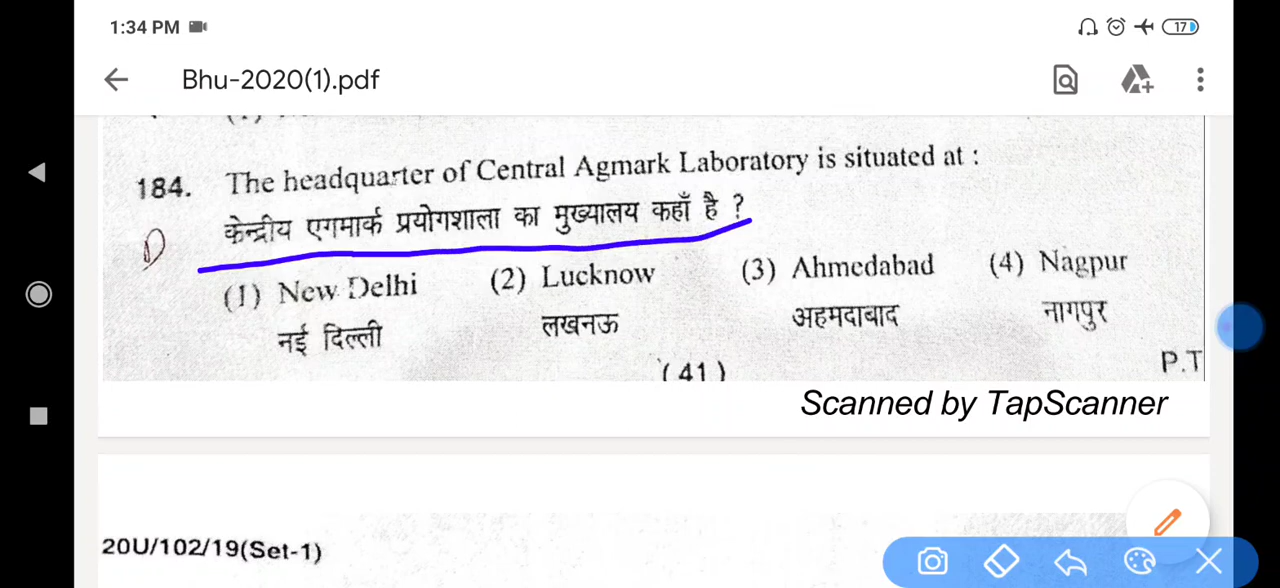 1:34 PM
17
Bhu-2020(1).pdf
184. The headquarter of Central Agmark Laboratory is situated at :
केन्द्रीय एगमार्क प्रयोगशाला का मुख्यालय कहाँ है ?
(1) New Delhi (2) Lucknow (3) Ahmedabad (4) Nagpur
नई दिल्ली लखनऊ अहमदाबाद नागपुर
(41)
P.T
Scanned by TapScanner
20U/102/19(Set-1)